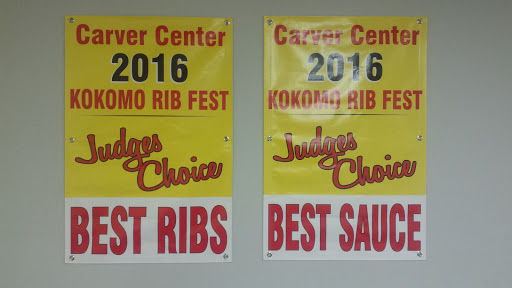 Carver Center
2016
KOKOMO RIB FEST
Judges
Choice
BEST RIBS
Carver Center
2016
KOKOMO RIB FEST
Judges
Choice
BEST SAUCE